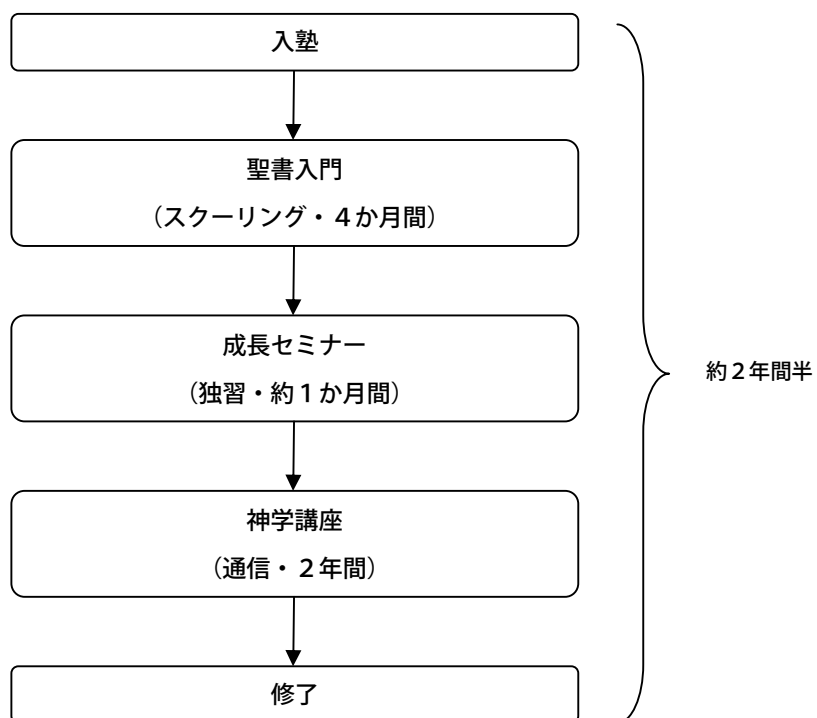 入塾
聖書入門
（スクーリング・４か月間）
成長セミナー
（独習・約１か月間）
約２年間半
神学講座
（通信・２年間）
修了